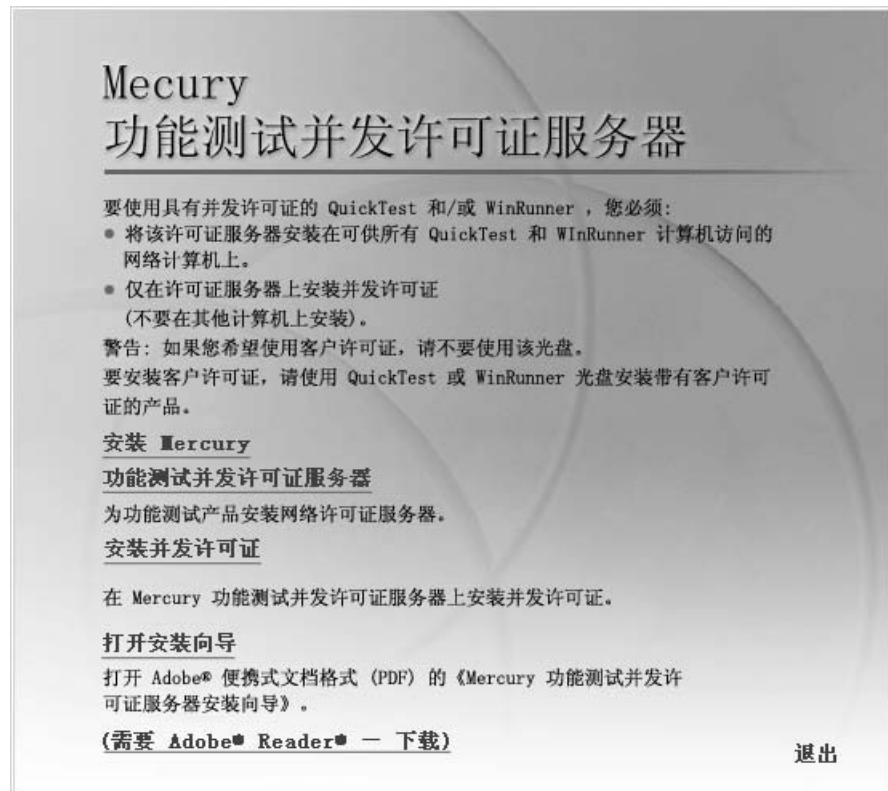 Mecury
功能测试并发许可证服务器
要使用具有并发许可证的 QuickTest 和/或 WinRunner ，您必须:
● 将该许可证服务器安装在可供所有 QuickTest 和 WInRunner 计算机访问的
网络计算机上。
● 仅在许可证服务器上安装并发许可证
(不要在其他计算机上安装)。
警告: 如果您希望使用客户许可证，请不要使用该光盘。
要安装客户许可证，请使用 QuickTest 或 WinRunner 光盘安装带有客户许可
证的产品。
安装 Mercury
功能测试并发许可证服务器
为功能测试产品安装网络许可证服务器。
安装并发许可证
在 Mercury 功能测试并发许可证服务器上安装并发许可证。
打开安装向导
打开 Adobe® 便携式文档格式 (PDF) 的《Mercury 功能测试并发许
可证服务器安装向导》。
(需要 Adobe® Reader® — 下载)
退出